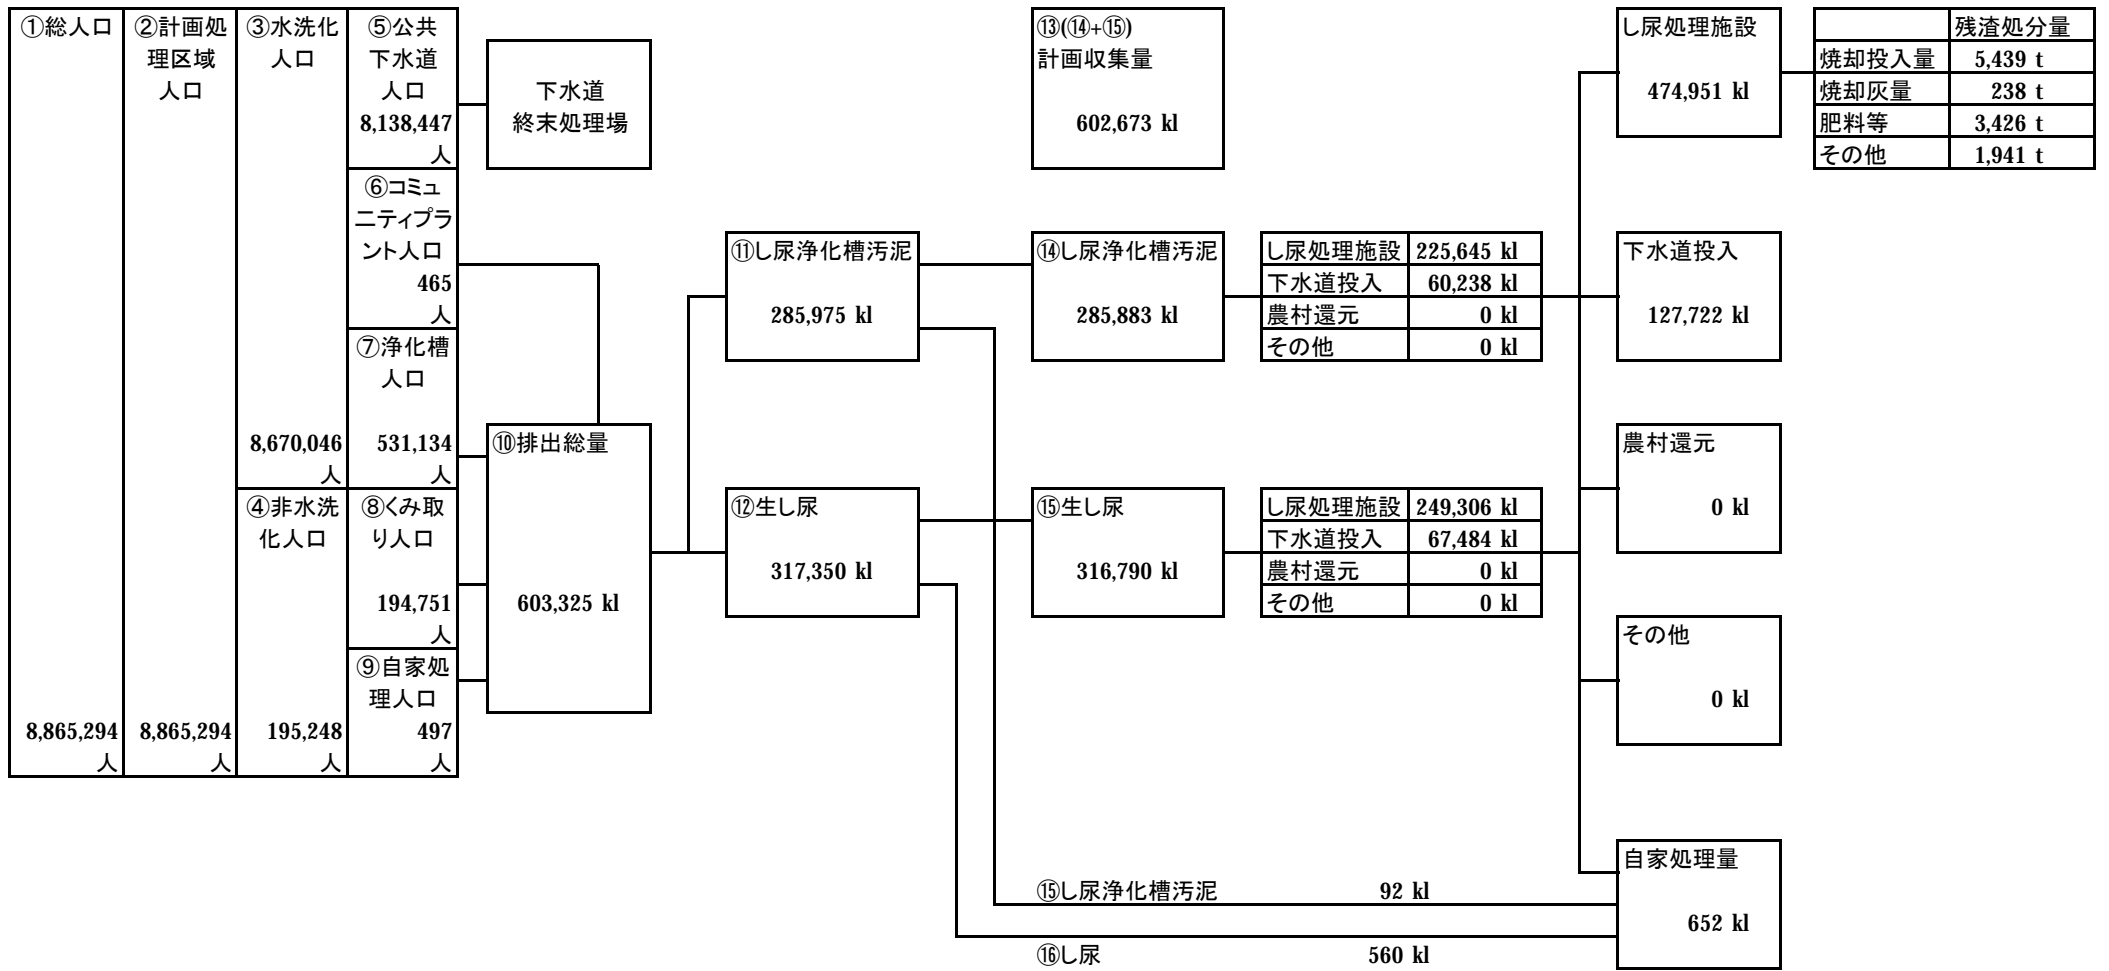 ①総人口
8,865,294
人
②計画処
理区域
人口
8,865,294
人
③水洗化
人口
8,670,046
人
④非水洗
化人口
195,248
人
⑤公共
下水道
人口
8,138,447
人
⑥コミュ
ニティプラ
ント人口
465
人
⑦浄化槽
人口
531,134
人
⑧くみ取
り人口
194,751
人
⑨自家処
理人口
497
人
下水道
終末処理場
⑩排出総量
603,325 kl
⑪し尿浄化槽汚泥
285,975 kl
⑫生し尿
317,350 kl
⑬(⑭+⑮)
計画収集量
602,673 kl
⑭し尿浄化槽汚泥
285,883 kl
し尿処理施設 225,645 kl
下水道投入 60,238 kl
農村還元 0 kl
その他 0 kl
⑮生し尿
316,790 kl
し尿処理施設 249,306 kl
下水道投入 67,484 kl
農村還元 0 kl
その他 0 kl
⑮し尿浄化槽汚泥 92 kl
⑯し尿 560 kl
し尿処理施設
474,951 kl
残渣処分量
焼却投入量 5,439 t
焼却灰量 238 t
肥料等 3,426 t
その他 1,941 t
下水道投入
127,722 kl
農村還元
0 kl
その他
0 kl
自家処理量
652 kl